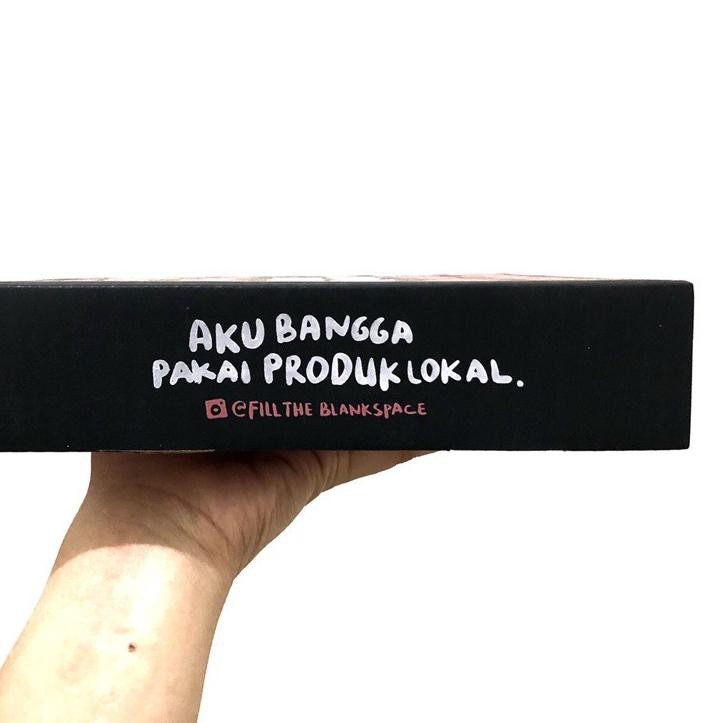 AKU BANGGA
PAKAI PRODUK LOKAL.
@FILLTHE BLANKSPACE